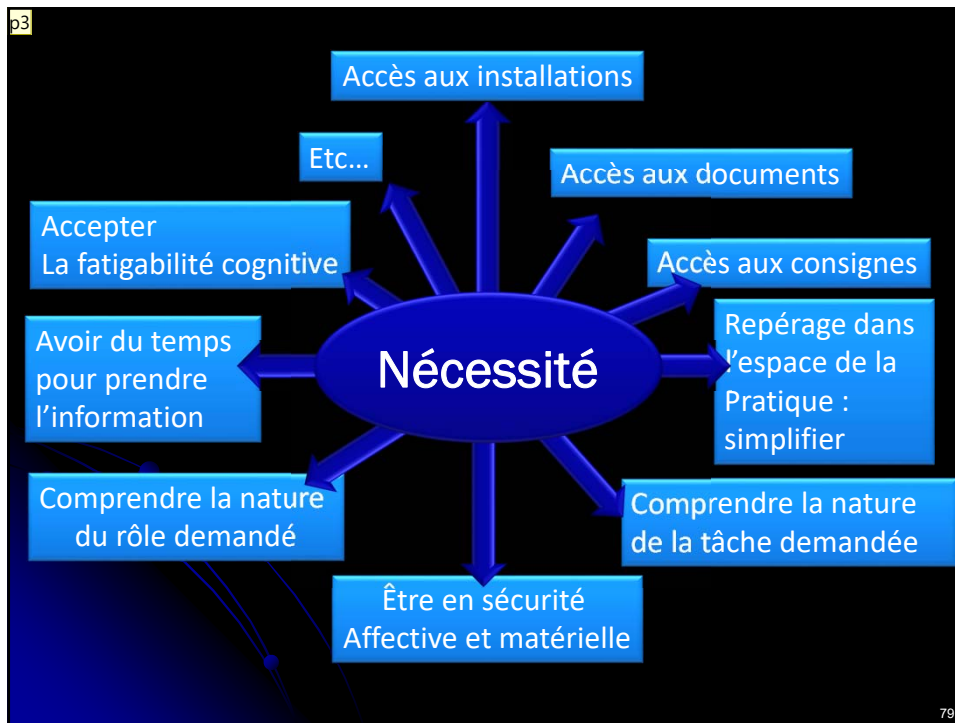 p3
Accès aux installations
Etc…
Accès aux documents
Accepter
La fatigabilité cognitive
Accès aux consignes
Avoir du temps
pour prendre
l’information
Nécessité
Repérage dans
l’espace de la
Pratique :
simplifier
Comprendre la nature
du rôle demandé
Comprendre la nature
de la tâche demandée
Être en sécurité
Affective et matérielle
79